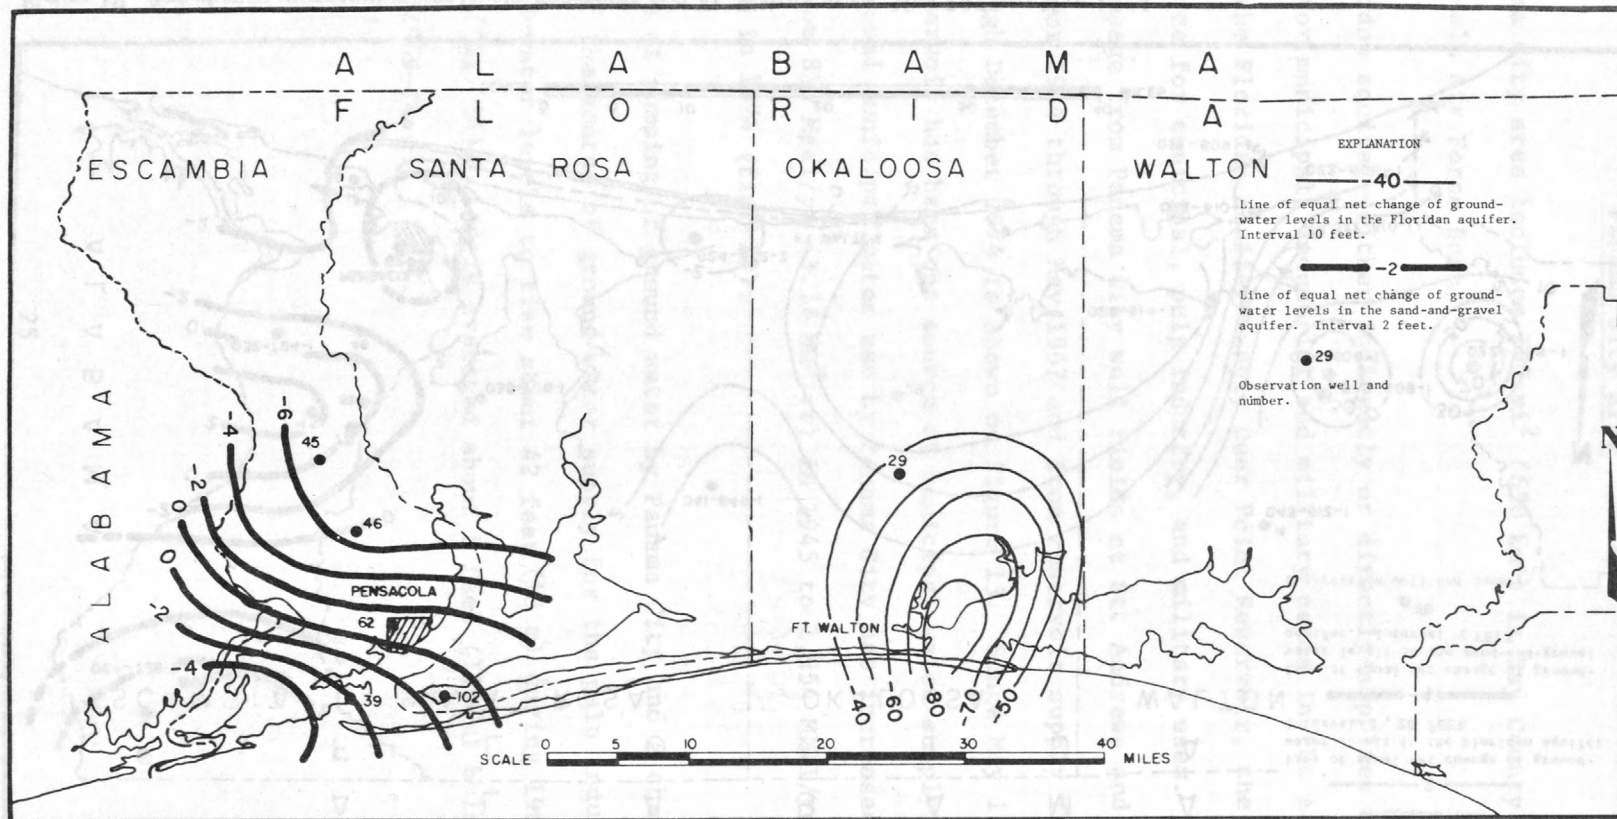 A L A B A M A
F L O R I D A
ESCAMBIA
SANTA ROSA
OKALOOSA
WALTON
ALABAMA
EXPLANATION
-40
Line of equal net change of ground-
water levels in the Floridan aquifer.
Interval 10 feet.
-2
Line of equal net change of ground-
water levels in the sand-and-gravel
aquifer. Interval 2 feet.
29
Observation well and
number.
N
-6
-4
-2
0
0
-2
-4
45
46
PENSACOLA
62
39
102
29
FT. WALTON
-40
-60
-80
-70
-50
SCALE
0 5 10 20 30 40
MILES